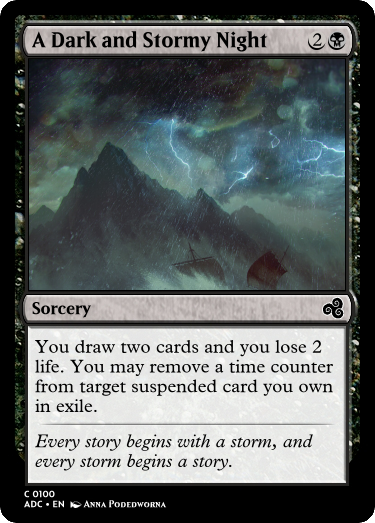 A Dark and Stormy Night 2
Sorcery
You draw two cards and you lose 2
life. You may remove a time counter
from target suspended card you own
in exile.
Every story begins with a storm, and
every storm begins a story.
C 0100
ADC • EN Anna Podedworna